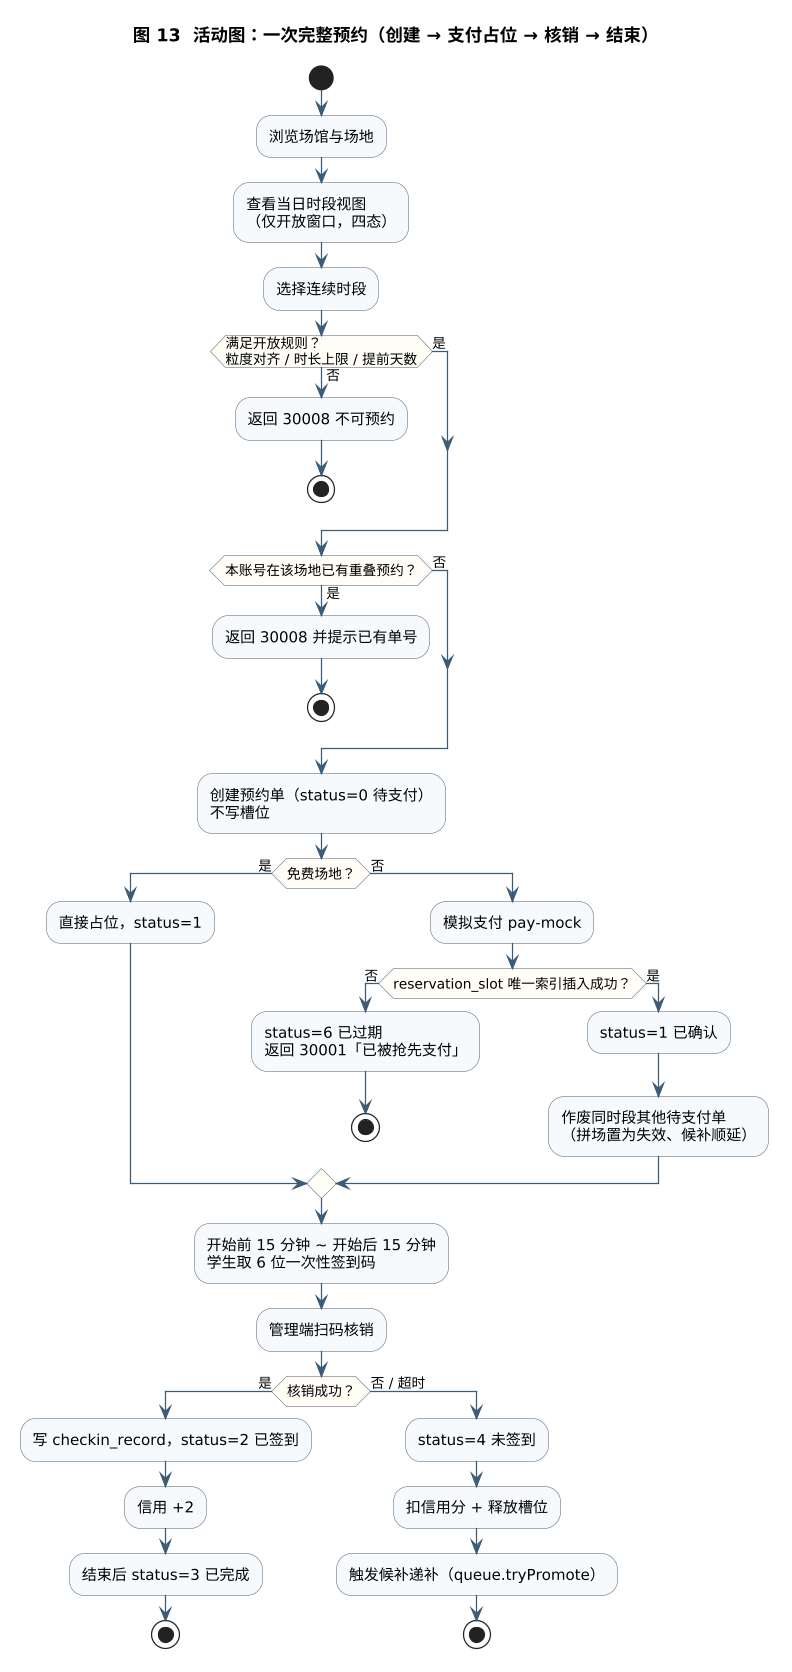 图 13  活动图：一次完整预约（创建 → 支付占位 → 核销 → 结束）
浏览场馆与场地
查看当日时段视图
（仅开放窗口，四态）
选择连续时段
满足开放规则？
粒度对齐 / 时长上限 / 提前天数
是
否
返回 30008 不可预约
本账号在该场地已有重叠预约？
否
是
返回 30008 并提示已有单号
创建预约单（status=0 待支付）
不写槽位
是
免费场地？
否
直接占位，status=1
模拟支付 pay-mock
否
reservation_slot 唯一索引插入成功？
是
status=6 已过期
返回 30001「已被抢先支付」
status=1 已确认
作废同时段其他待支付单
（拼场置为失效、候补顺延）
开始前 15 分钟 ~ 开始后 15 分钟
学生取 6 位一次性签到码
管理端扫码核销
是
核销成功？
否 / 超时
写 checkin_record，status=2 已签到
status=4 未签到
信用 +2
扣信用分 + 释放槽位
结束后 status=3 已完成
触发候补递补（queue.tryPromote）